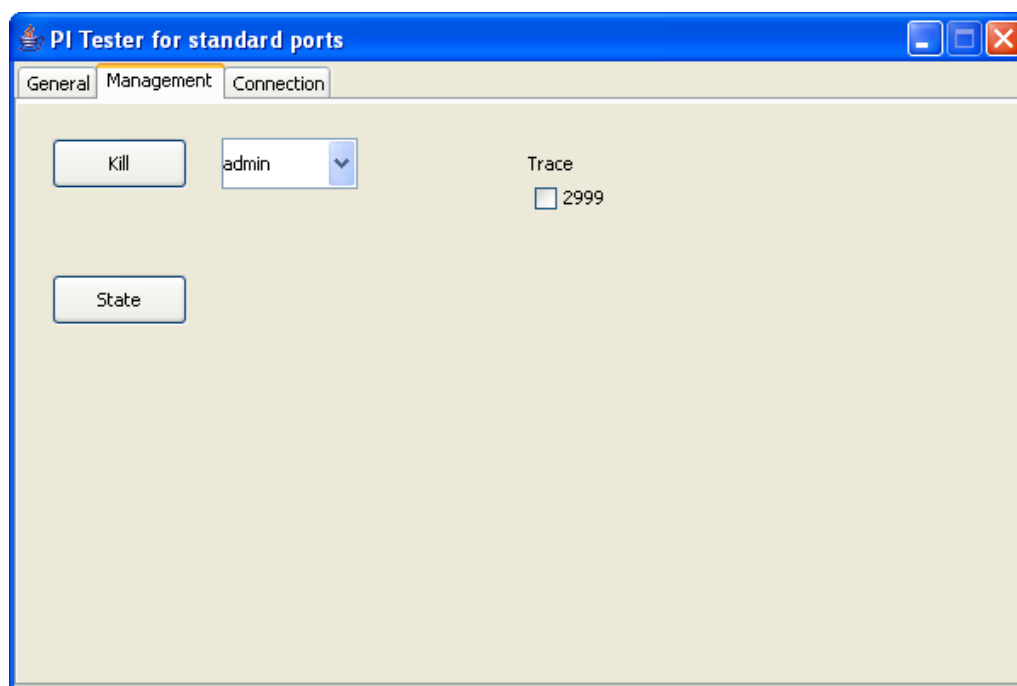 PI Tester for standard ports
General Management Connection
Kill admin Trace
2999
State